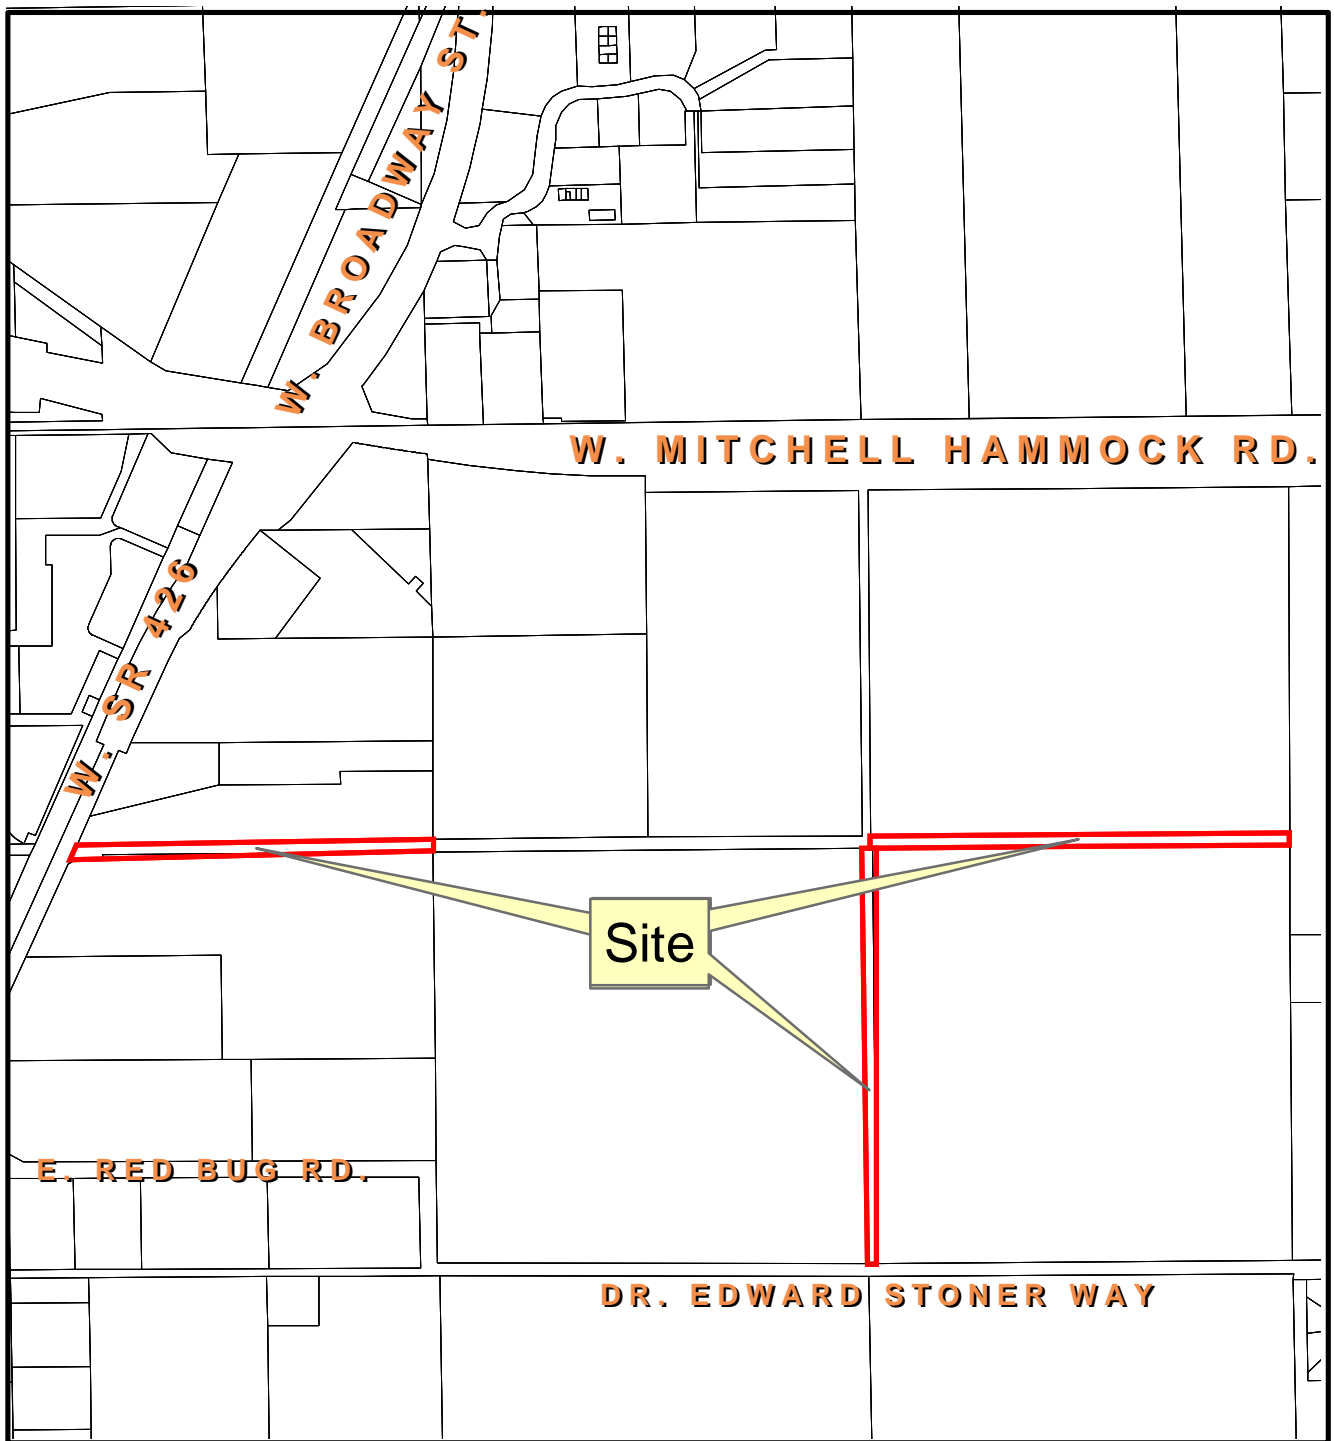 W. BROADWAY ST.
W. MITCHELL HAMMOCK RD.
W. SR 426
Site
E. RED BUG RD.
DR. EDWARD STONER WAY